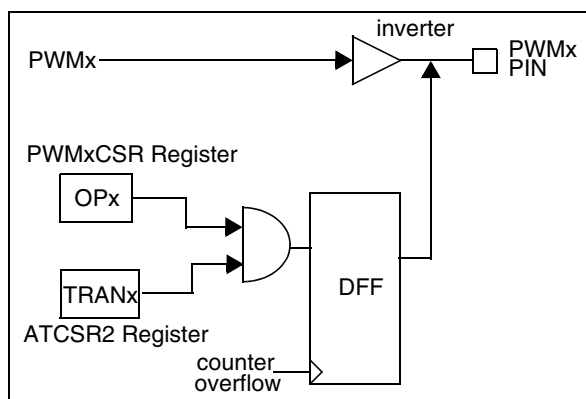 inverter
PWMx
PWMx
PIN
PWMxCSR Register
OPx
TRANx
DFF
ATCSR2 Register
counter
overflow